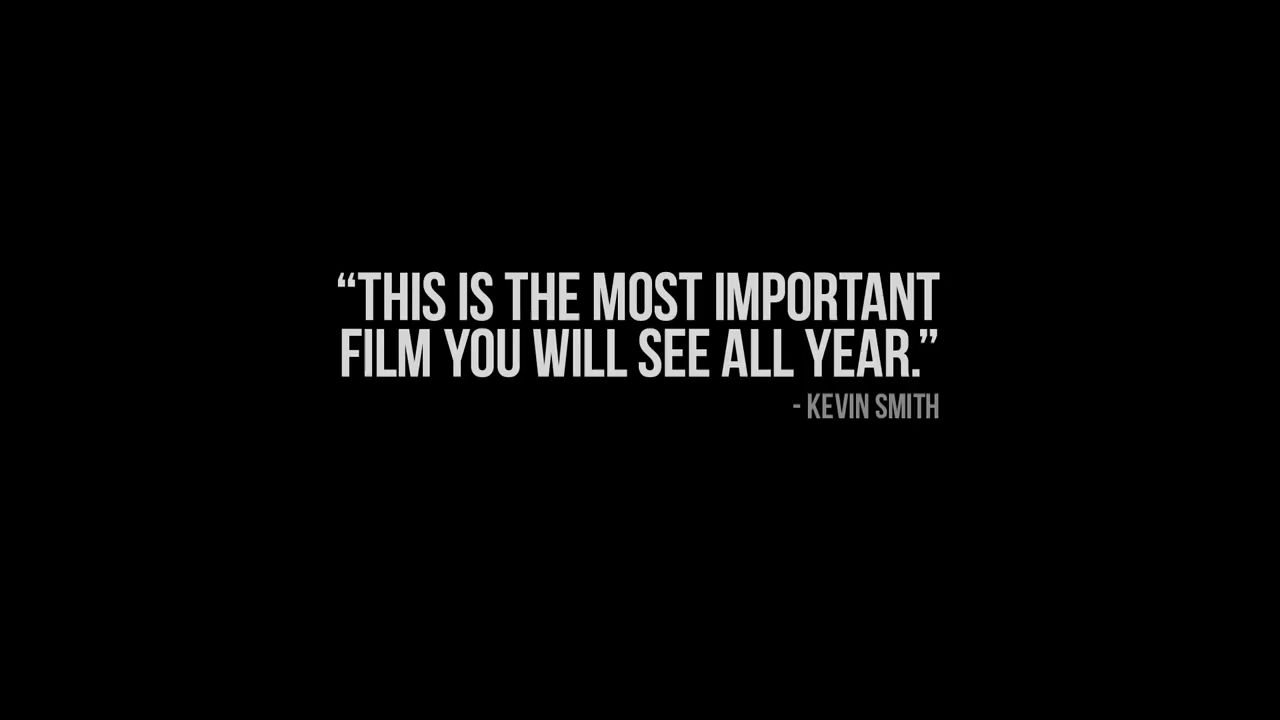 “THIS IS THE MOST IMPORTANT
FILM YOU WILL SEE ALL YEAR.”
- KEVIN SMITH